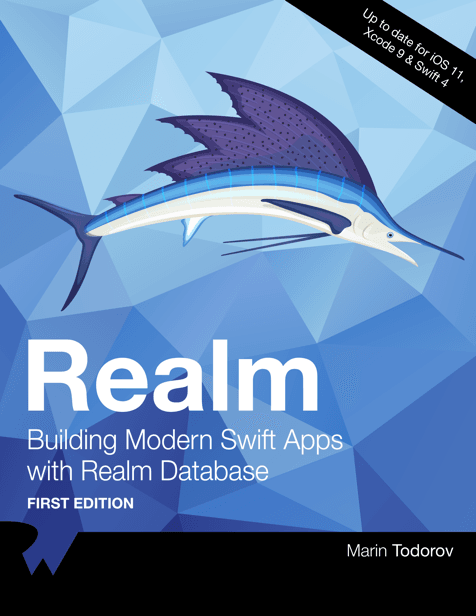 Up to date for iOS 11,
Xcode 9 & Swift 4
Realm
Building Modern Swift Apps
with Realm Database
FIRST EDITION
Marin Todorov